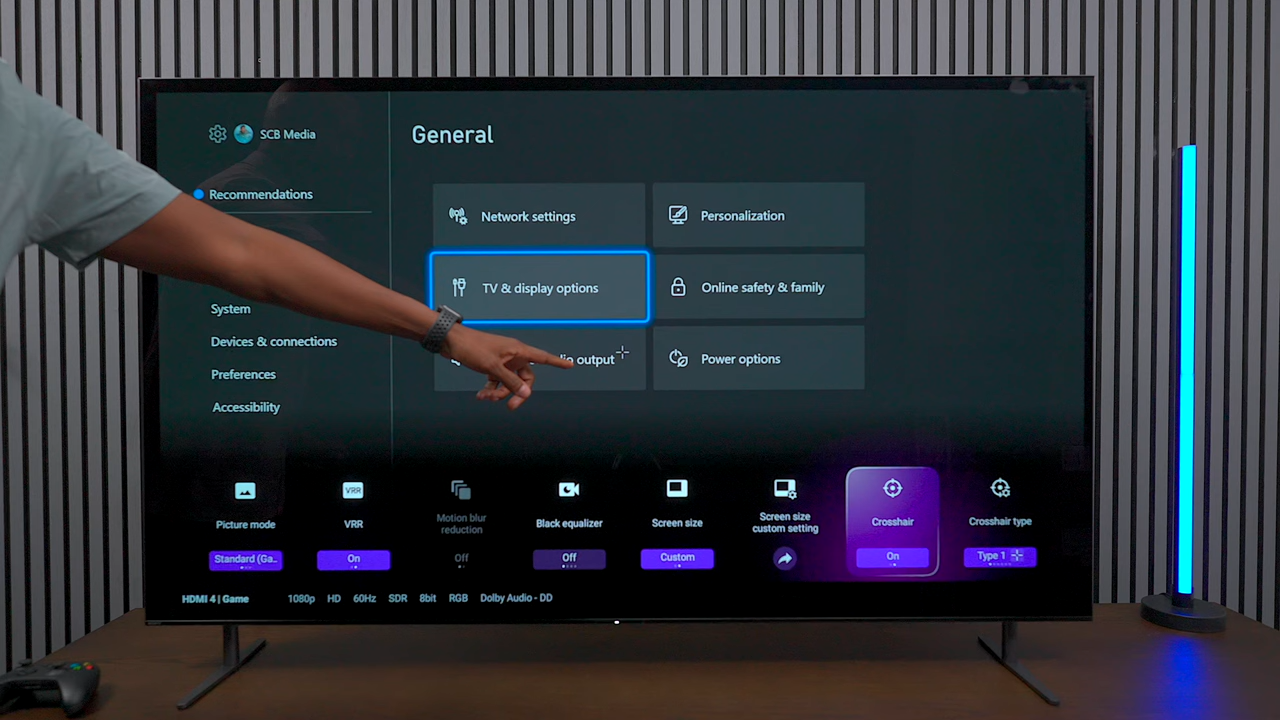 SCB Media
General
Recommendations
Network settings
Personalization
TV & display options
Online safety & family
System
Devices & connections
output
Power options
Preferences
Accessibility
Picture mode
VRR
VRR
Motion blur
reduction
Black equalizer
Screen size
Screen size
custom setting
Crosshair
Crosshair type
Standard (Ga..
On
Off
Off
Custom
On
Type 1
HDMI 4 | Game
1080p HD 60Hz SDR 8bit RGB Dolby Audio - DD